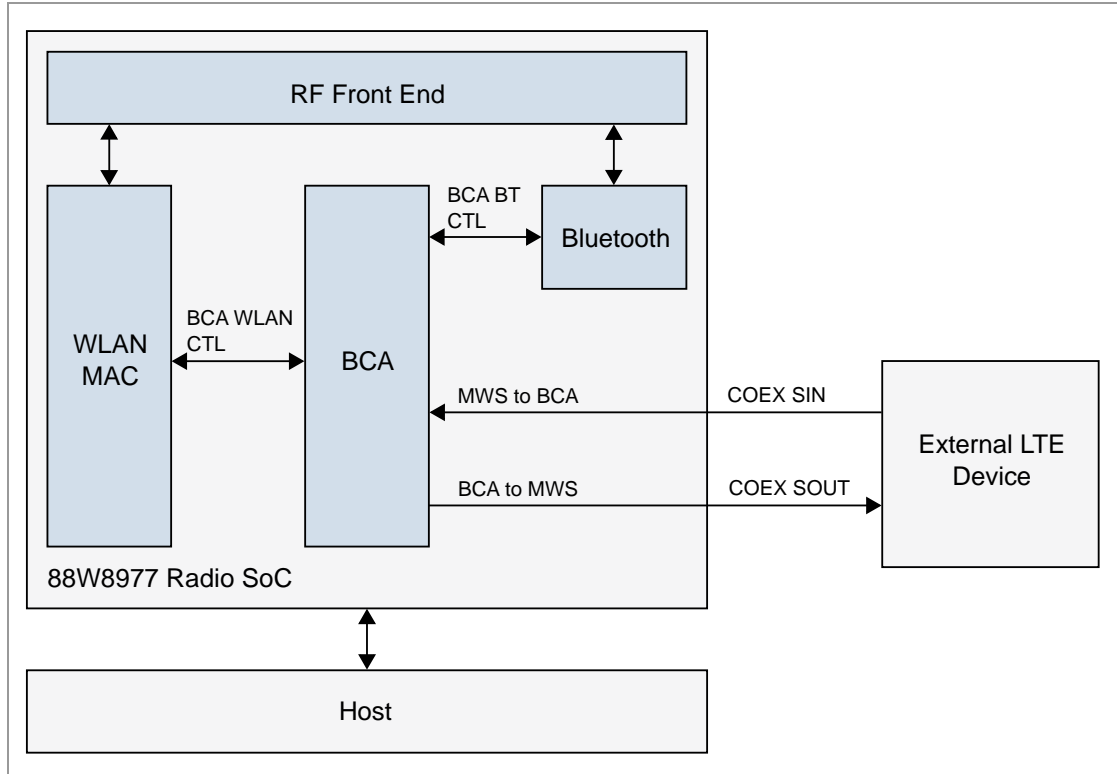 RF Front End
BCA BT
CTL
Bluetooth
BCA WLAN
CTL
WLAN
MAC
BCA
MWS to BCA
COEX SIN
External LTE
Device
BCA to MWS
COEX SOUT
88W8977 Radio SoC
Host